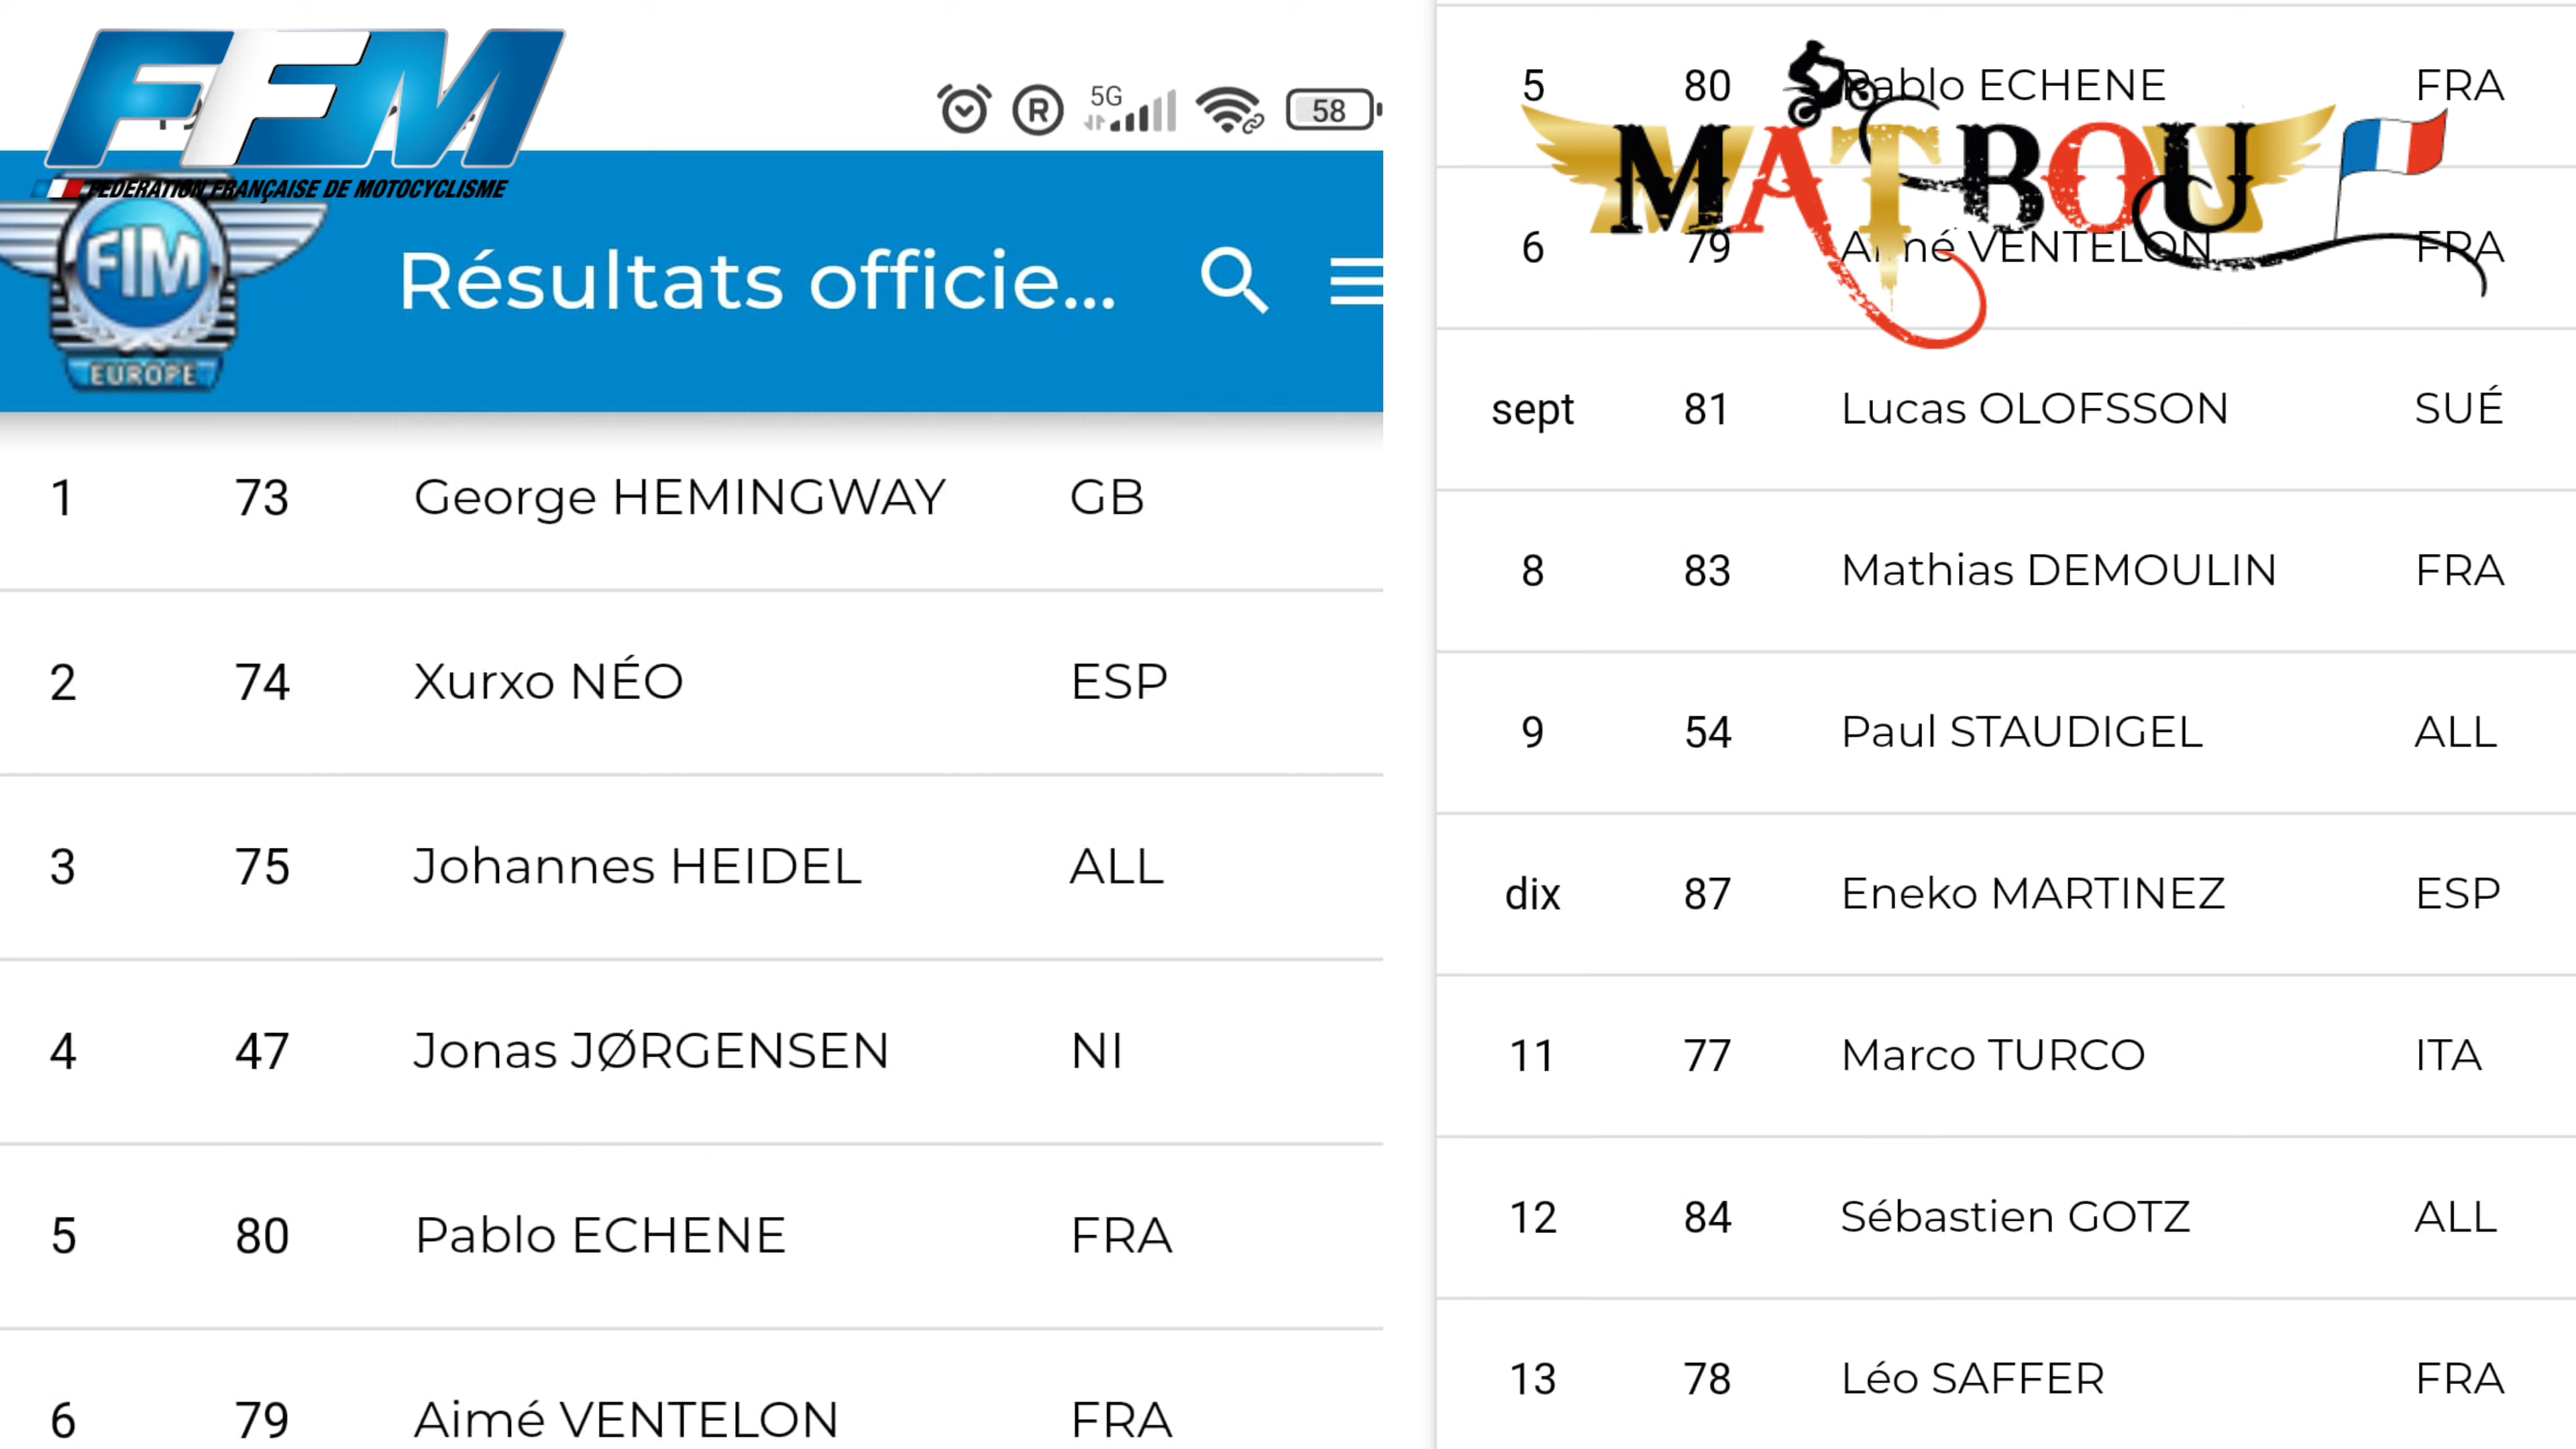 FFM
FÉDÉRATION FRANÇAISE DE MOTOCYCLISME
5G
58
FIM
EUROPE
Résultats officie...
1 73 George HEMINGWAY GB
2 74 Xurxo NÉO ESP
3 75 Johannes HEIDEL ALL
4 47 Jonas JØRGENSEN NI
5 80 Pablo ECHENE FRA
6 79 Aimé VENTELON FRA
5 80 Pablo ECHENE FRA
MATBOU
6 79 Aimé VENTELON FRA
sept 81 Lucas OLOFSSON SUÉ
8 83 Mathias DEMOULIN FRA
9 54 Paul STAUDIGEL ALL
dix 87 Eneko MARTINEZ ESP
11 77 Marco TURCO ITA
12 84 Sébastien GOTZ ALL
13 78 Léo SAFFER FRA